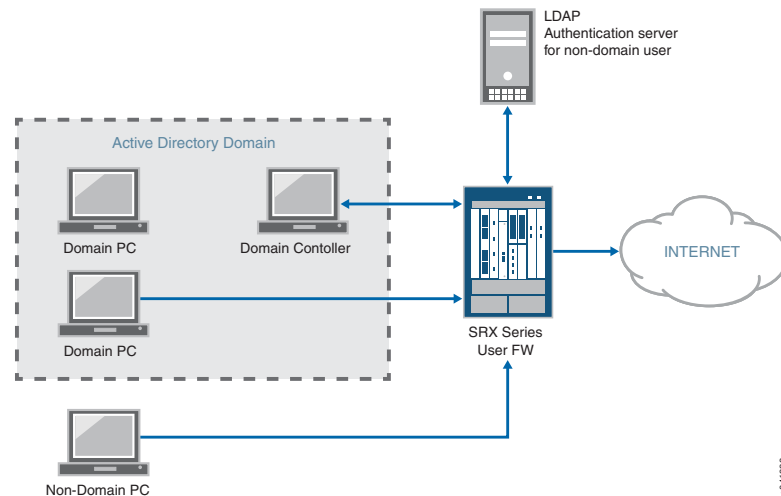 LDAP
Authentication server
for non-domain user
Active Directory Domain
Domain PC
Domain Contoller
INTERNET
Domain PC
SRX Series
User FW
Non-Domain PC